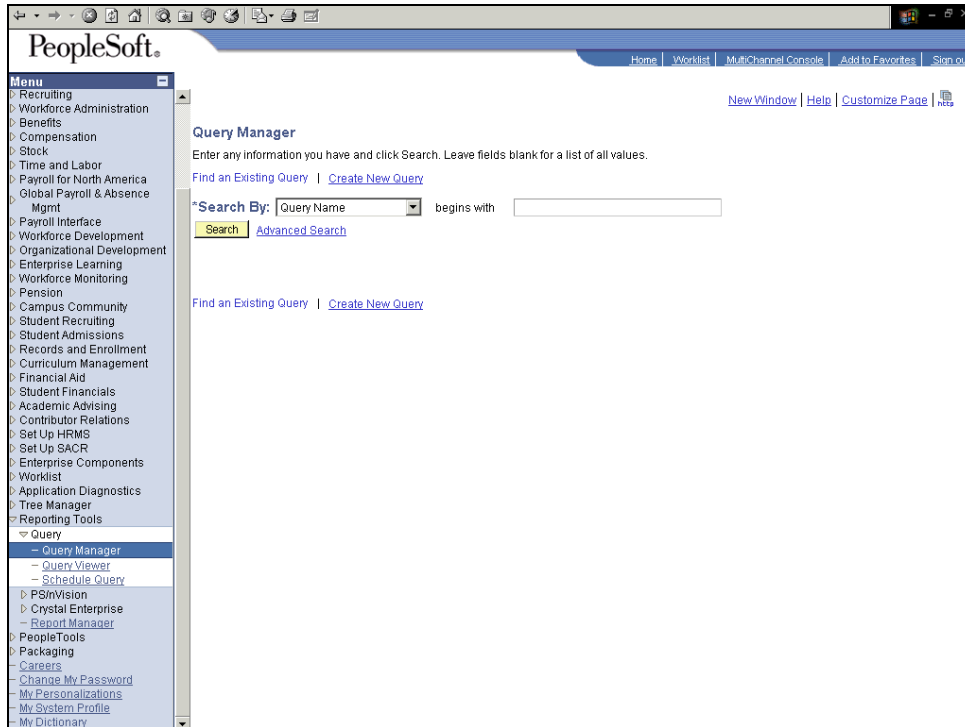 PeopleSoft®
Home | Worklist | MultiChannel Console | Add to Favorites | Sign ou
Menu
Recruiting
Workforce Administration
Benefits
Compensation
Stock
Time and Labor
Payroll for North America
Global Payroll & Absence
Mgmt
Payroll Interface
Workforce Development
Organizational Development
Enterprise Learning
Workforce Monitoring
Pension
Campus Community
Student Recruiting
Student Admissions
Records and Enrollment
Curriculum Management
Financial Aid
Student Financials
Academic Advising
Contributor Relations
Set Up HRMS
Set Up SACR
Enterprise Components
Worklist
Application Diagnostics
Tree Manager
Reporting Tools
Query
– Query Manager
– Query Viewer
– Schedule Query
PS/nVision
Crystal Enterprise
– Report Manager
PeopleTools
Packaging
– Careers
– Change My Password
– My Personalizations
– My System Profile
– My Dictionary
New Window | Help | Customize Page | http
Query Manager
Enter any information you have and click Search. Leave fields blank for a list of all values.
Find an Existing Query | Create New Query
*Search By: Query Name begins with
Search Advanced Search
Find an Existing Query | Create New Query